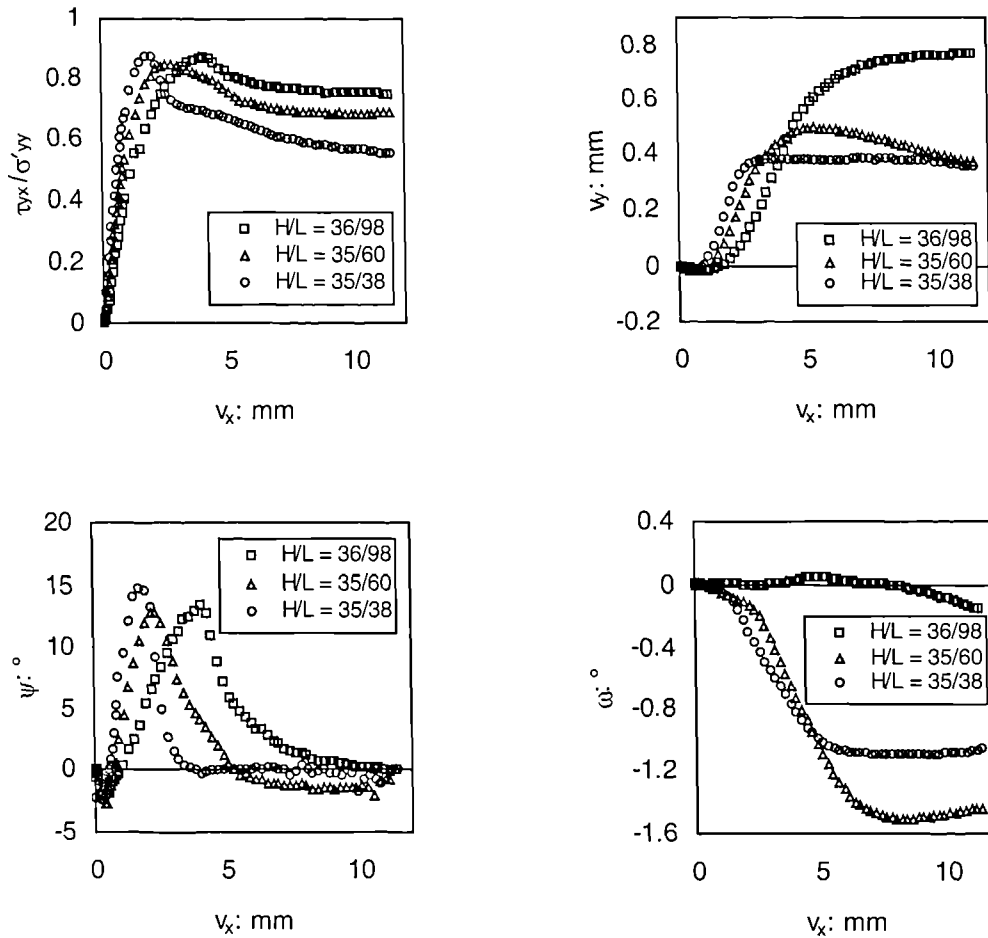 1
0.8
0.6
0.4
0.2
0
τyx/σ'yy
□ H/L = 36/98
△ H/L = 35/60
○ H/L = 35/38
0 5 10
vx: mm
0.8
0.6
0.4
0.2
0
-0.2
vy: mm
□ H/L = 36/98
△ H/L = 35/60
○ H/L = 35/38
0 5 10
vx: mm
20
15
10
5
0
-5
ψ: °
□ H/L = 36/98
△ H/L = 35/60
○ H/L = 35/38
0 5 10
vx: mm
0.4
0
-0.4
-0.8
-1.2
-1.6
ω: °
□ H/L = 36/98
△ H/L = 35/60
○ H/L = 35/38
0 5 10
vx: mm